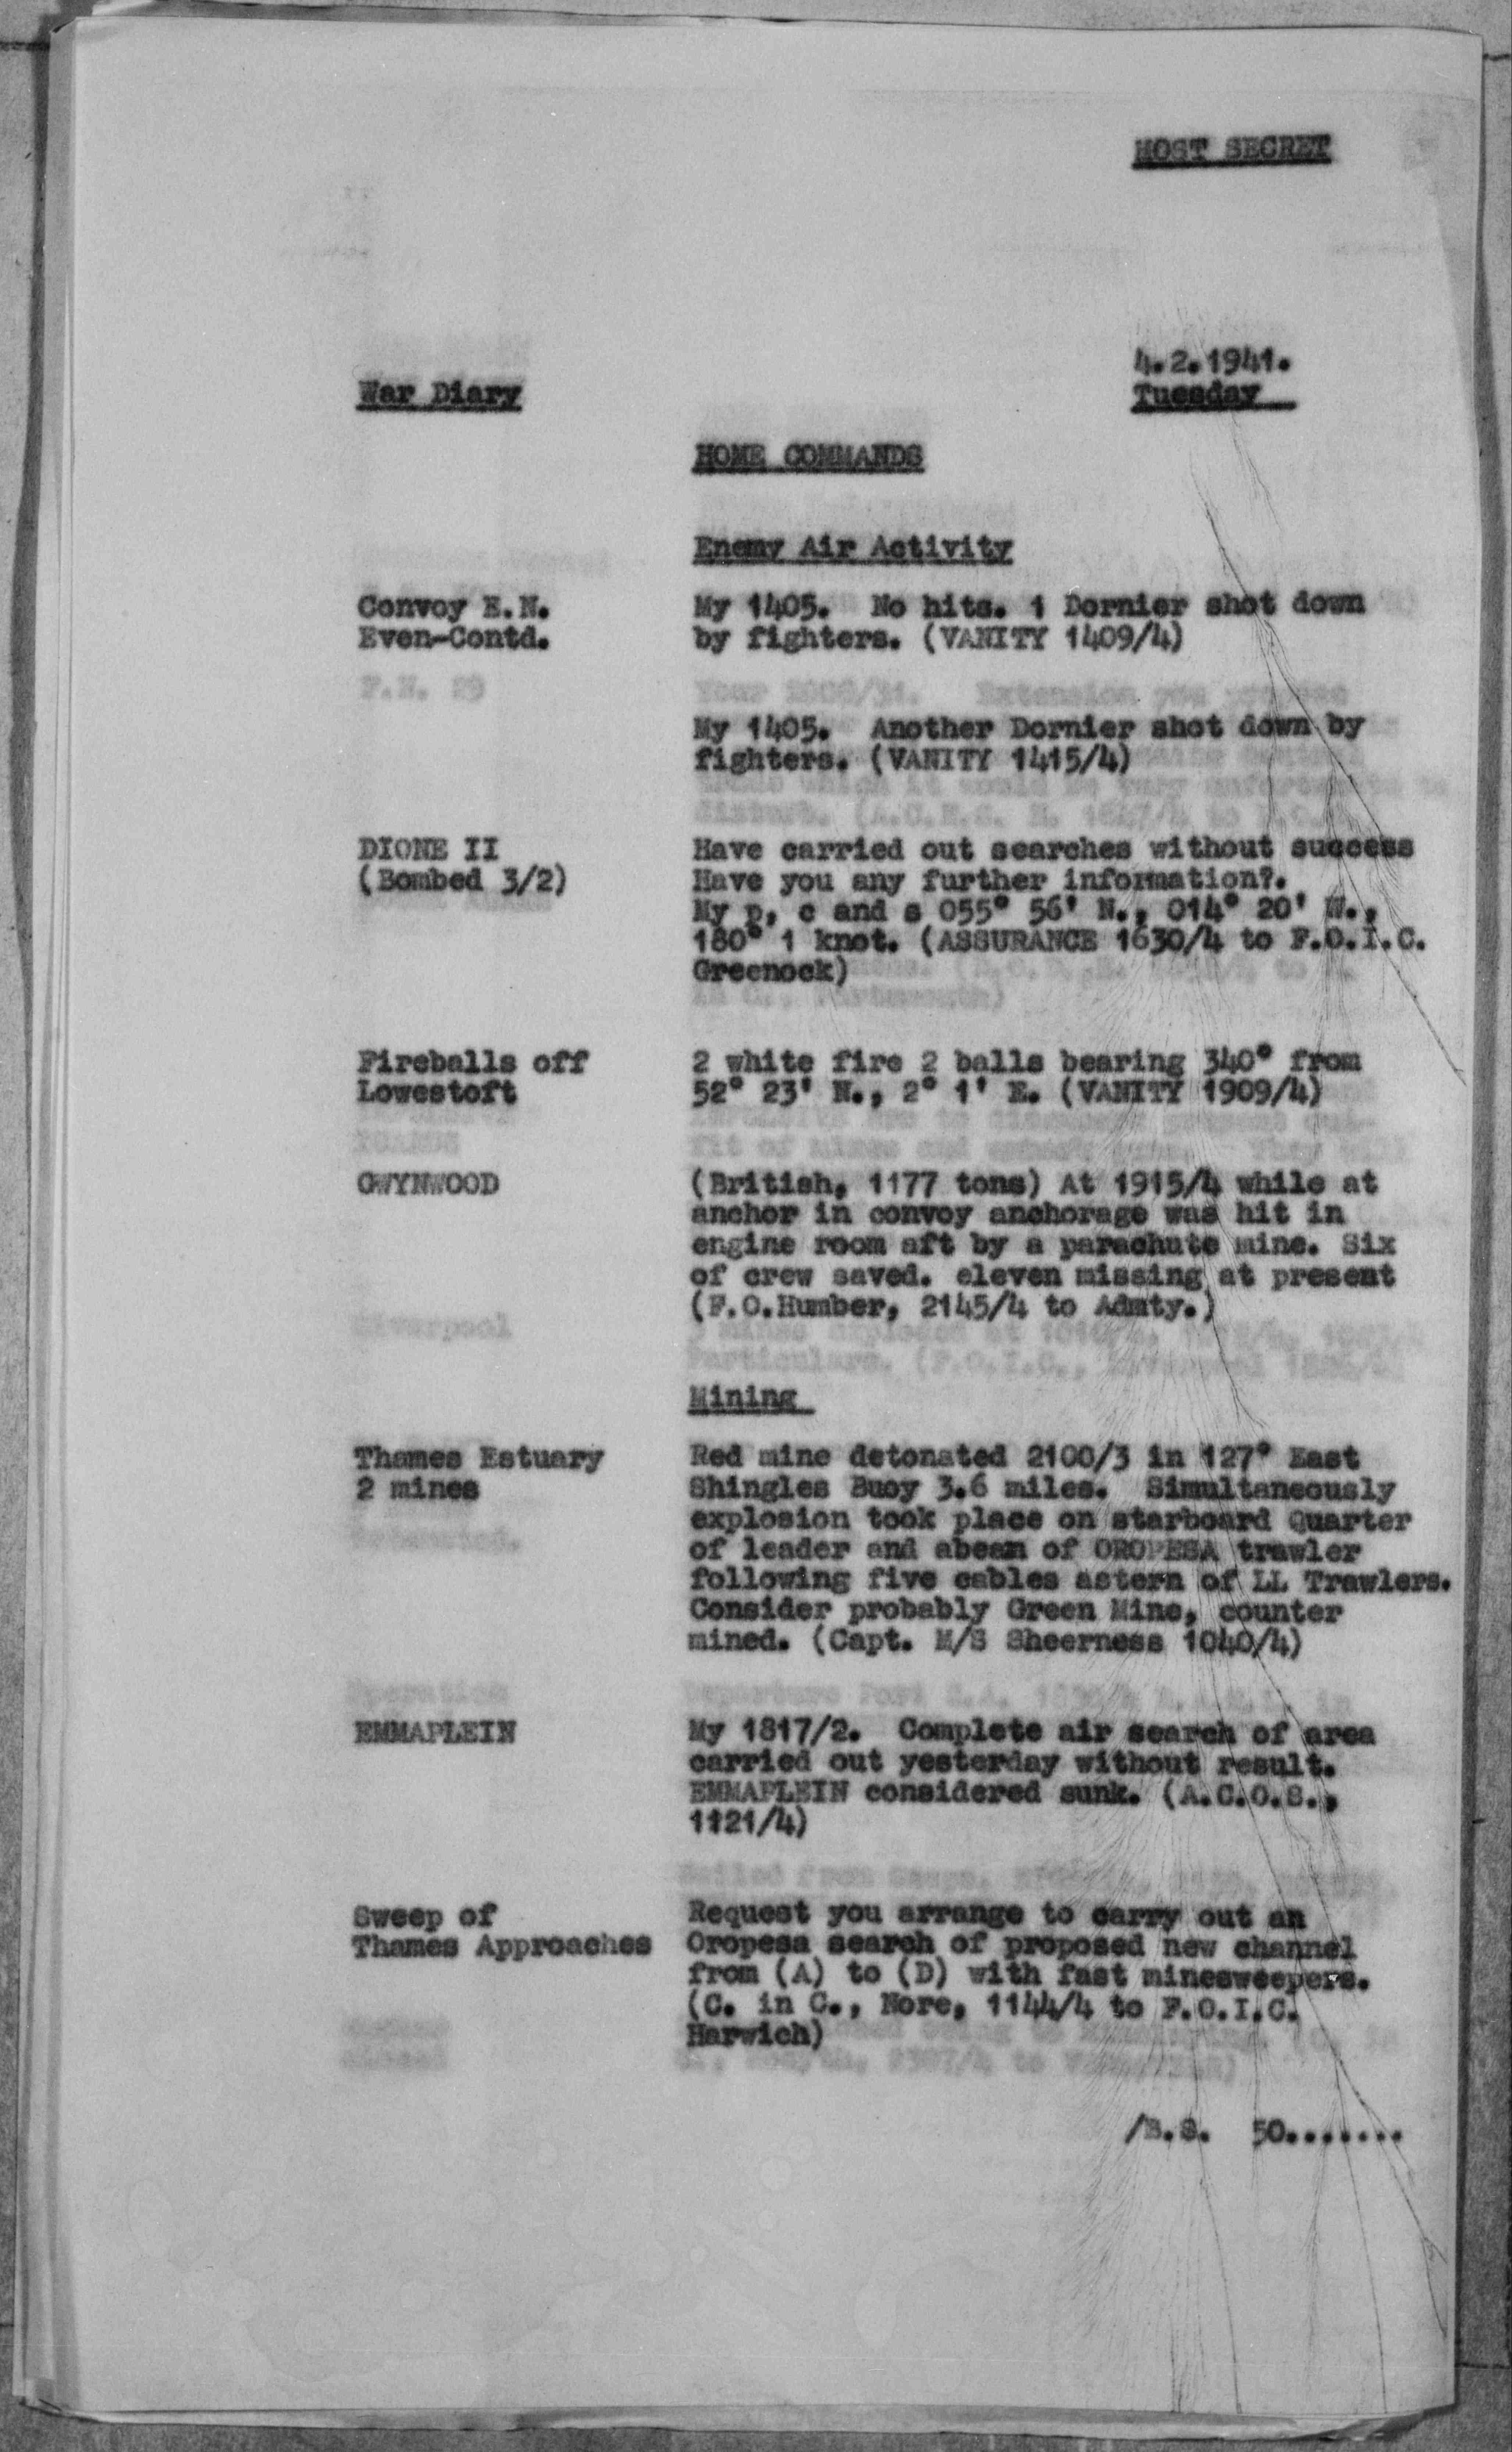 MOST SECRET
4.2.1941.
War Diary
Tuesday
HOME COMMANDS
Enemy Air Activity
Convoy E.N. My 1405. No hits. 1 Dornier shot down
Even-Contd. by fighters. (VANITY 1409/4)
My 1405. Another Dornier shot down by
fighters. (VANITY 1415/4)
DIONE II Have carried out searches without success
(Bombed 3/2) Have you any further information?.
My p, c and s 055° 56' N., 014° 20' W.,
180° 1 knot. (ASSURANCE 1630/4 to F.O.I.C.
Greenock)
Fireballs off 2 white fire 2 balls bearing 340° from
Lowestoft 52° 23' N., 2° 1' E. (VANITY 1909/4)
GWYNWOOD (British, 1177 tons) At 1915/4 while at
anchor in convoy anchorage was hit in
engine room aft by a parachute mine. Six
of crew saved. eleven missing at present
(F.O.Humber, 2145/4 to Admty.)
Mining
Thames Estuary Red mine detonated 2100/3 in 127° East
2 mines Shingles Buoy 3.6 miles. Simultaneously
explosion took place on starboard Quarter
of leader and abeam of OROPESA trawler
following five cables astern of LL Trawlers.
Consider probably Green Mine, counter
mined. (Capt. M/S Sheerness 1040/4)
EMMAPLEIN My 1817/2. Complete air search of area
carried out yesterday without result.
EMMAPLEIN considered sunk. (A.C.O.S.,
1121/4)
Sweep of Request you arrange to carry out an
Thames Approaches Oropesa search of proposed new channel
from (A) to (D) with fast minesweepers.
(C. in C., Nore, 1144/4 to F.O.I.C.
Harwich)
/B.S. 50.......